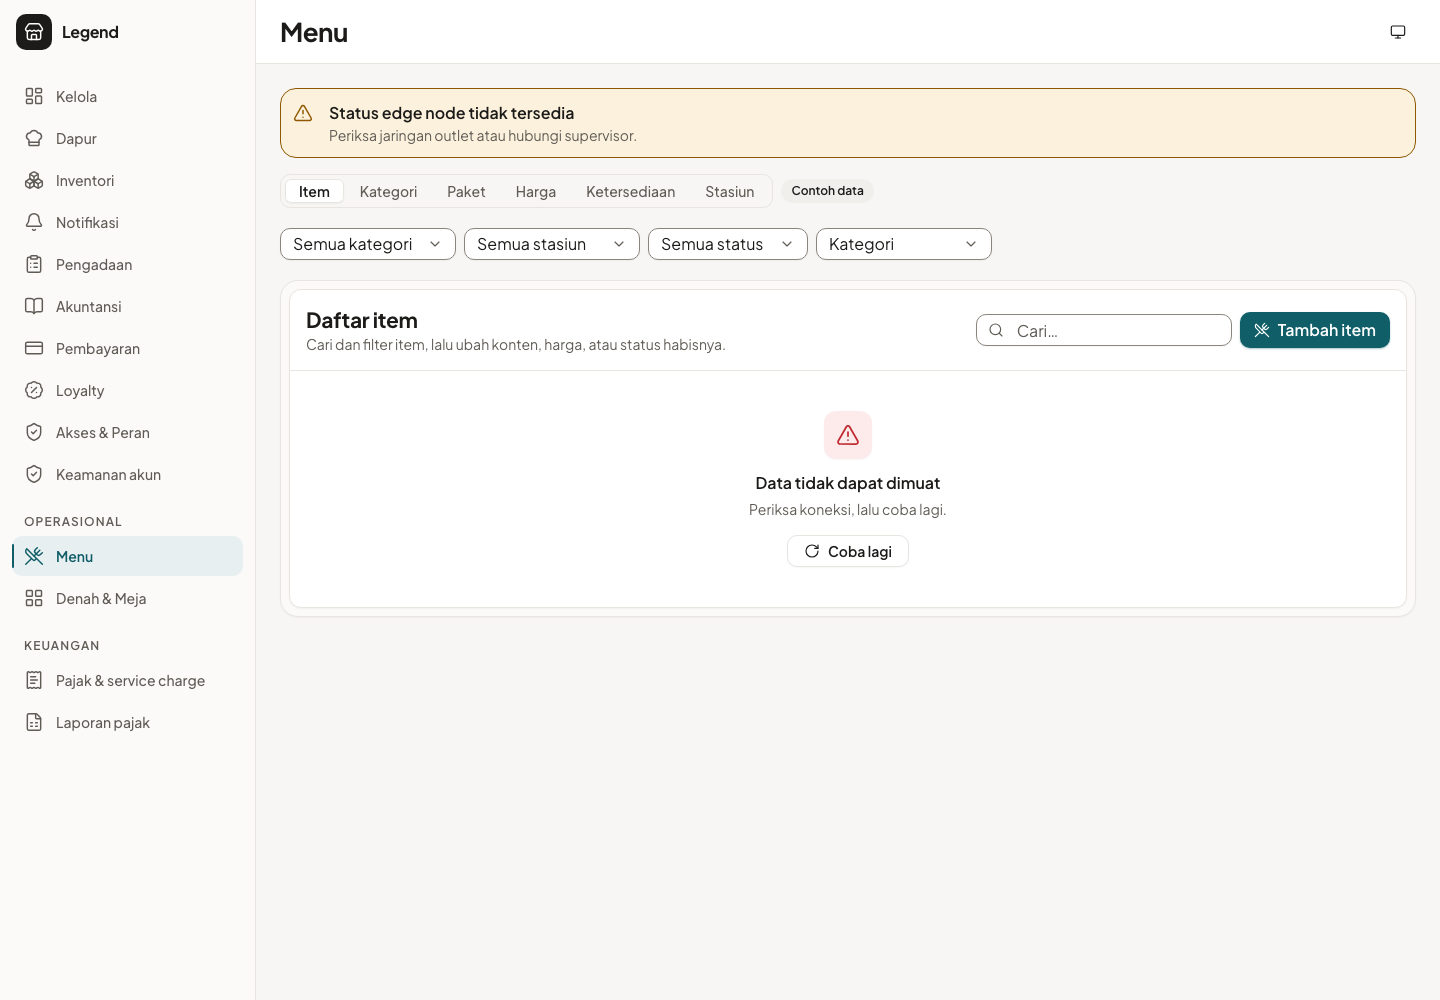 Legend
Kelola
Dapur
Inventori
Notifikasi
Pengadaan
Akuntansi
Pembayaran
Loyalty
Akses & Peran
Keamanan akun
OPERASIONAL
Menu
Denah & Meja
KEUANGAN
Pajak & service charge
Laporan pajak
Menu
Status edge node tidak tersedia
Periksa jaringan outlet atau hubungi supervisor.
Item Kategori Paket Harga Ketersediaan Stasiun Contoh data
Semua kategori Semua stasiun Semua status Kategori
Daftar item
Cari dan filter item, lalu ubah konten, harga, atau status habisnya.
Cari... Tambah item
Data tidak dapat dimuat
Periksa koneksi, lalu coba lagi.
Coba lagi